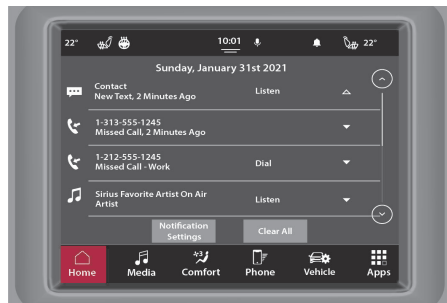 22° 10:01 22°
Sunday, January 31st 2021
Contact
New Text, 2 Minutes Ago
Listen
1-313-555-1245
Missed Call, 2 Minutes Ago
1-212-555-1245
Missed Call - Work
Dial
Sirius Favorite Artist On Air
Artist
Listen
Notification
Settings
Clear All
+3
Home Media Comfort Phone Vehicle Apps